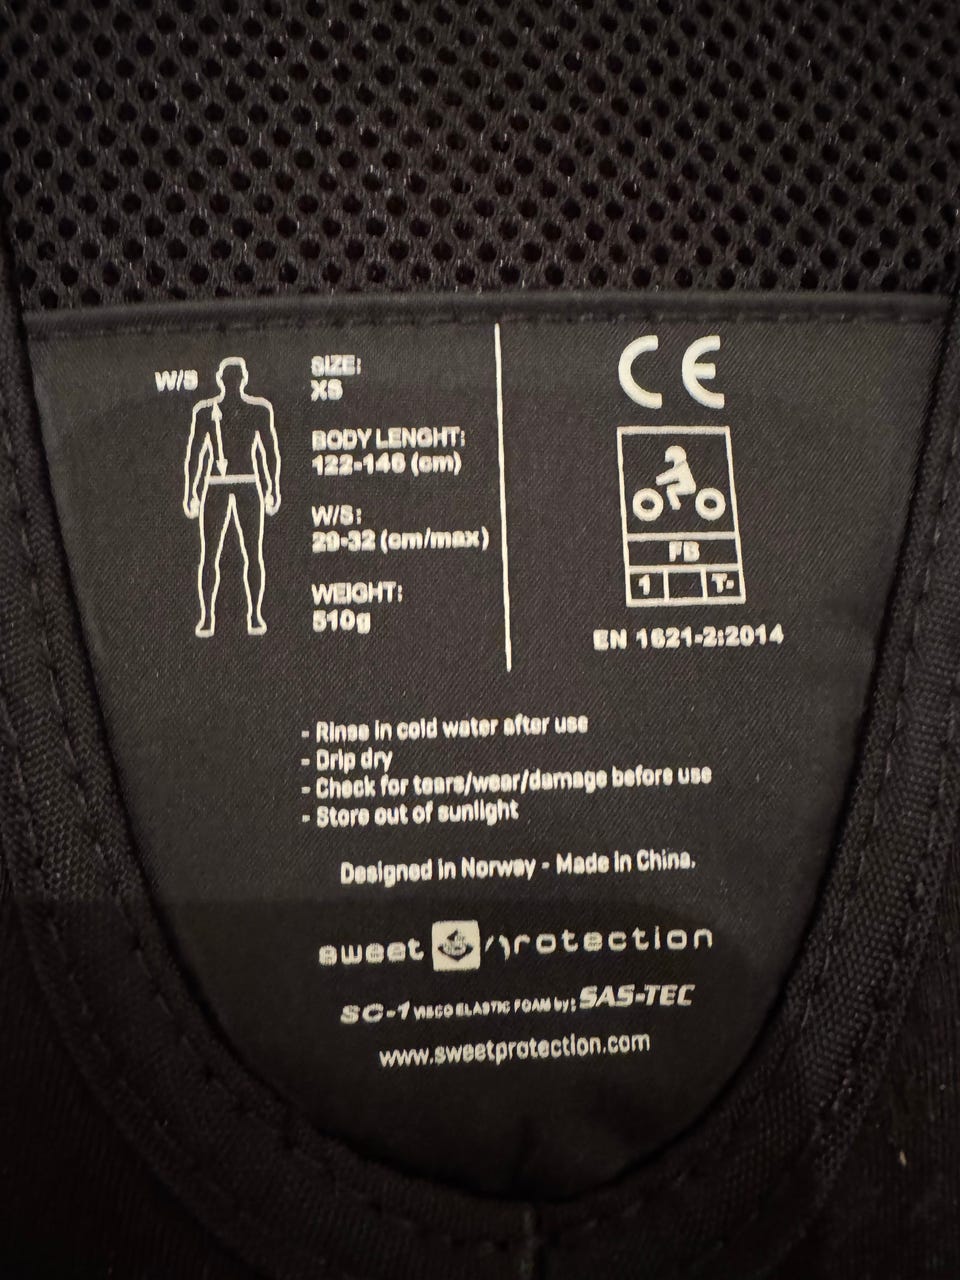 W/S
SIZE:
XS
BODY LENGHT:
122-146 (cm)
W/S:
29-32 (cm/max)
WEIGHT:
510g
CE
FB
1 T-
EN 1621-2:2014
- Rinse in cold water after use
- Drip dry
- Check for tears/wear/damage before use
- Store out of sunlight
Designed in Norway - Made in China.
sweet protection
SC-1 VISCO ELASTIC FOAM by: SAS-TEC
www.sweetprotection.com